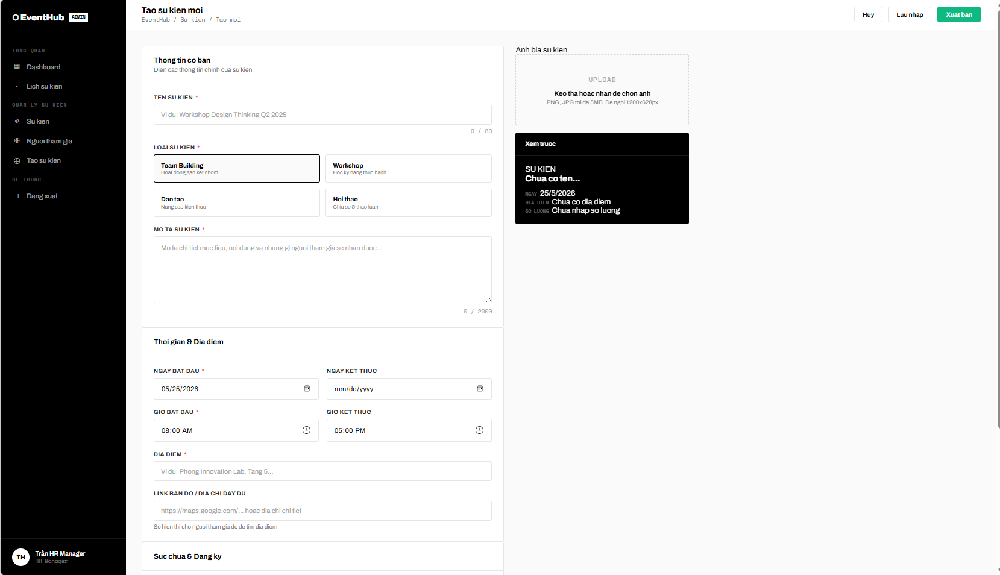 EventHub ADMIN
TONG QUAN
Dashboard
Lich su kien
QUAN LY SU KIEN
Su kien
Nguoi tham gia
Tao su kien
HE THONG
Dang xuat
TH
Trần HR Manager
HR Manager
Tao su kien moi
EventHub / Su kien / Tao moi
Huy
Luu nhap
Xuat ban
Thong tin co ban
Dien cac thong tin chinh cua su kien
TEN SU KIEN *
Vi du: Workshop Design Thinking Q2 2025
0 / 80
LOAI SU KIEN *
Team Building
Hoat dong gan ket nhom
Workshop
Hoc ky nang thuc hanh
Dao tao
Nang cao kien thuc
Hoi thao
Chia se & thao luan
MO TA SU KIEN *
Mo ta chi tiet muc tieu, noi dung va nhung gi nguoi tham gia se nhan duoc...
0 / 2000
Thoi gian & Dia diem
NGAY BAT DAU *
05/25/2026
NGAY KET THUC
mm/dd/yyyy
GIO BAT DAU *
08:00 AM
GIO KET THUC
05:00 PM
DIA DIEM *
Vi du: Phong Innovation Lab, Tang 5...
LINK BAN DO / DIA CHI DAY DU
https://maps.google.com/... hoac dia chi chi tiet
Se hien thi cho nguoi tham gia de de tim dia diem
Suc chua & Dang ky
Anh bia su kien
UPLOAD
Keo tha hoac nhan de chon anh
PNG, JPG toi da 5MB. De nghi 1200x628px
Xem truoc
SU KIEN
Chua co ten...
NGAY 25/5/2026
DIA DIEM Chua co dia diem
SO LUONG Chua nhap so luong